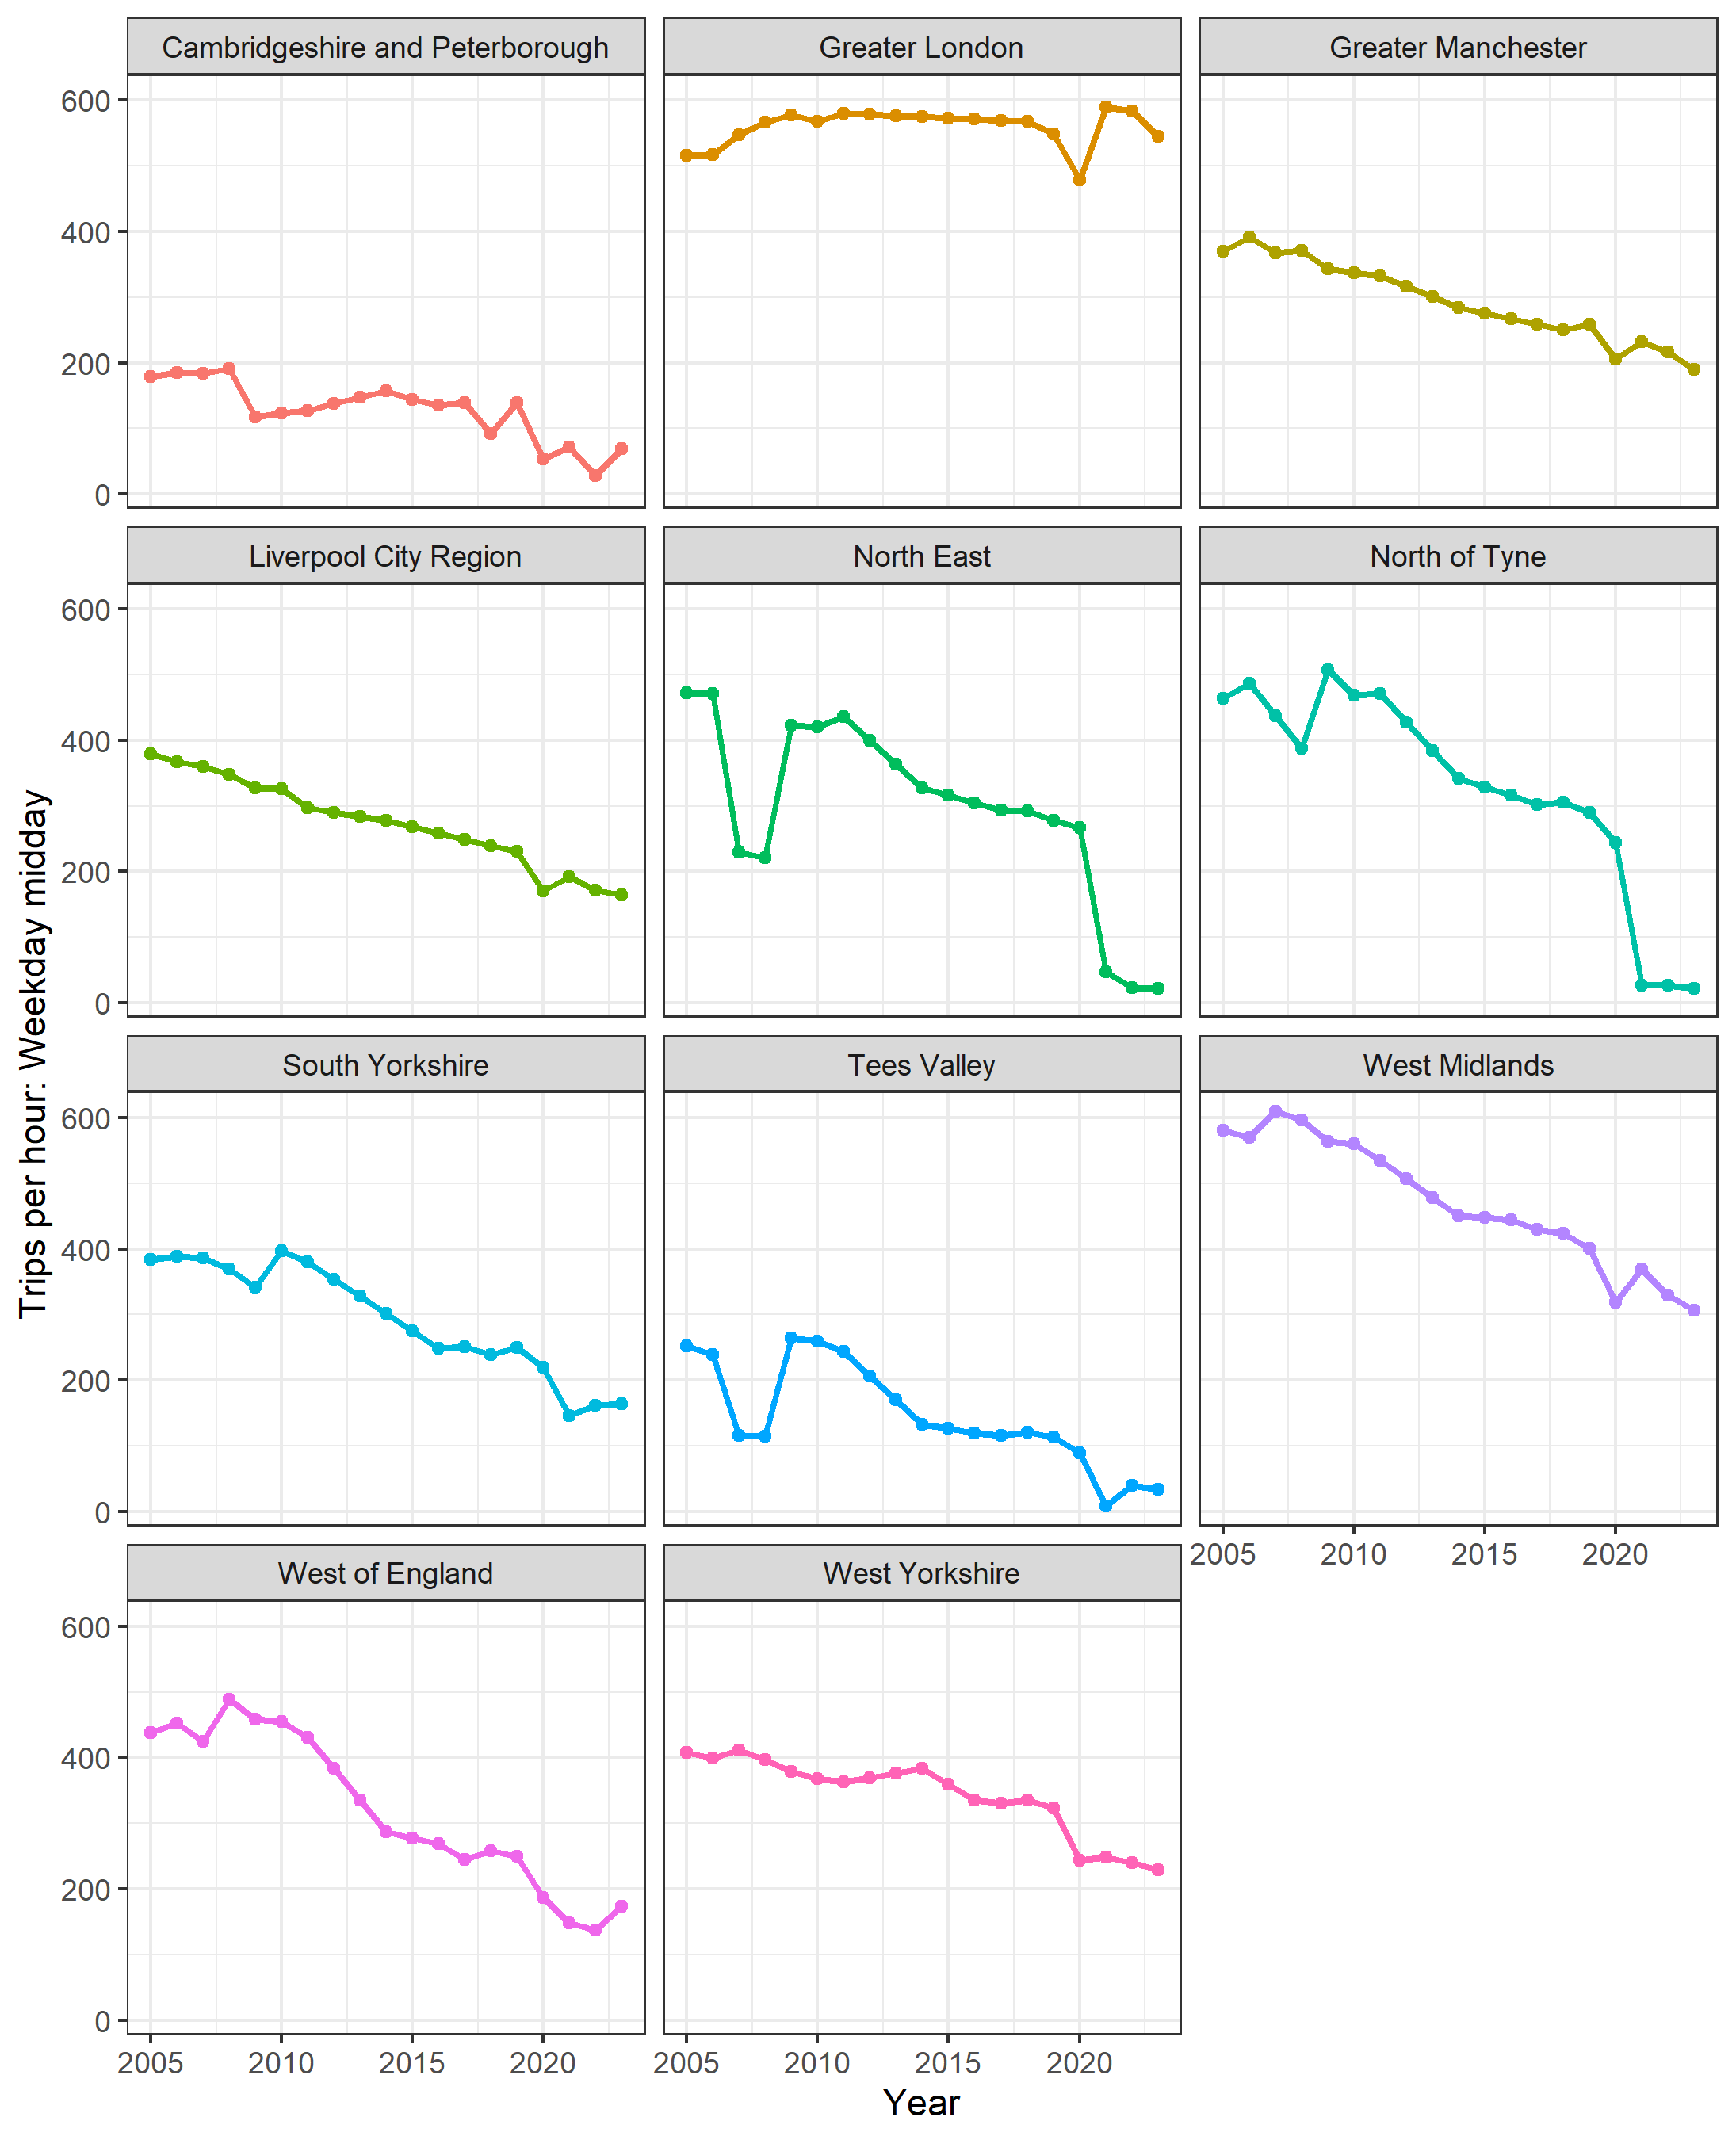 Cambridgeshire and Peterborough
Greater London
Greater Manchester
600
400
200
0
Liverpool City Region
North East
North of Tyne
600
400
200
0
South Yorkshire
Tees Valley
West Midlands
600
400
200
0
2005 2010 2015 2020
West of England
West Yorkshire
600
400
200
0
2005 2010 2015 2020
2005 2010 2015 2020
Year
Trips per hour: Weekday midday